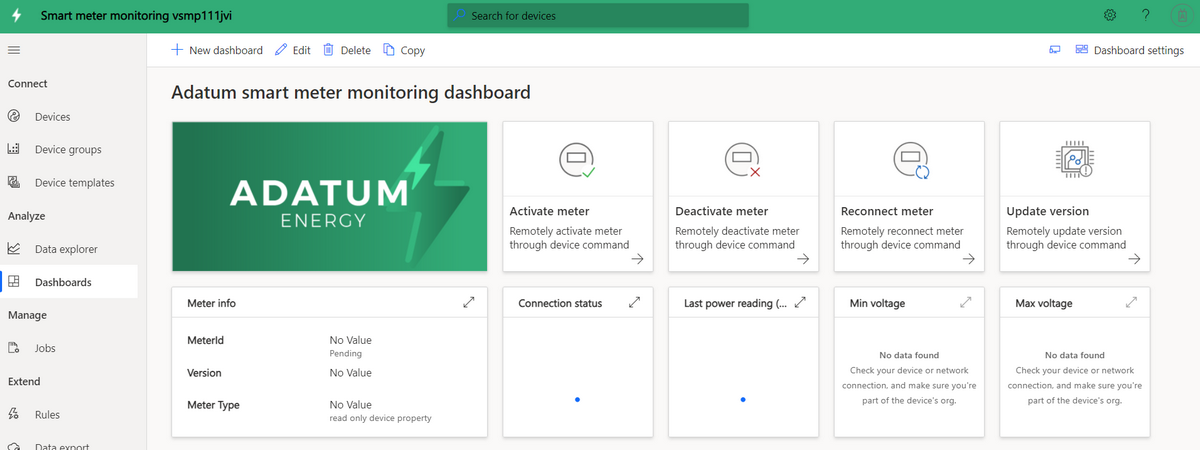 Smart meter monitoring vsmp111jvi
Search for devices
?
New dashboard
Edit
Delete
Copy
Dashboard settings
Connect
Devices
Device groups
Device templates
Analyze
Data explorer
Dashboards
Manage
Jobs
Extend
Rules
Data export
Adatum smart meter monitoring dashboard
ADATUM
ENERGY
Activate meter
Remotely activate meter
through device command
Deactivate meter
Remotely deactivate meter
through device command
Reconnect meter
Remotely reconnect meter
through device command
Update version
Remotely update version
through device command
Meter info
MeterId
No Value
Pending
Version
No Value
Meter Type
No Value
read only device property
Connection status
Last power reading (...
Min voltage
No data found
Check your device or network
connection, and make sure you're
part of the device's org.
Max voltage
No data found
Check your device or network
connection, and make sure you're
part of the device's org.